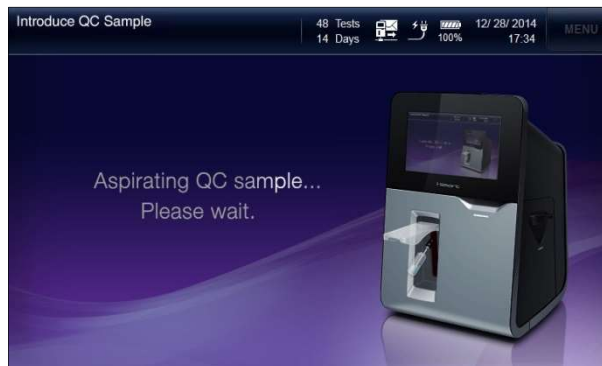 Introduce QC Sample
48 Tests
14 Days
100%
12/ 28/ 2014
17:34
MENU
Aspirating QC sample...
Please wait.